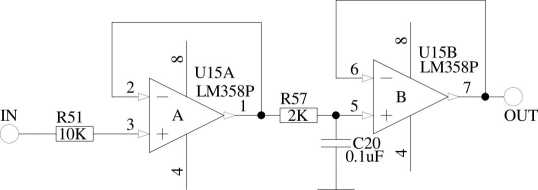 8
U15A
LM358P
2
A
1
IN
R51
10K
3
4
R57
2K
8
U15B
LM358P
6
B
7
5
C20
0.1uF
4
OUT